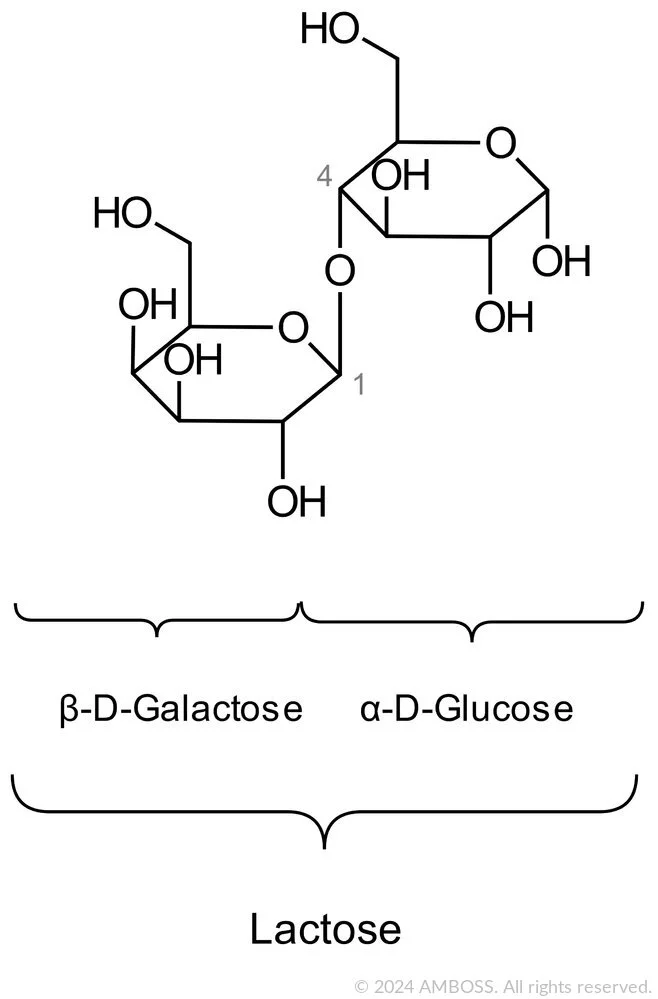 HO
O
4
OH
HO
OH
O
OH
O
OH
OH
1
OH
β-D-Galactose
α-D-Glucose
Lactose
© 2024 AMBOSS. All rights reserved.